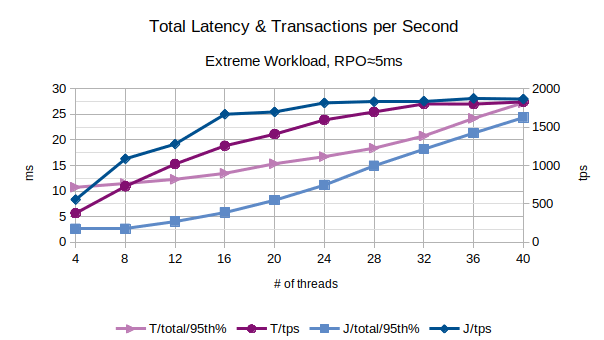 Total Latency & Transactions per Second
Extreme Workload, RPO≈5ms
30 2000
25
1500
20
15 1000
10
500
5
0 0
ms
tps
4 8 12 16 20 24 28 32 36 40
# of threads
T/total/95th% T/tps J/total/95th% J/tps